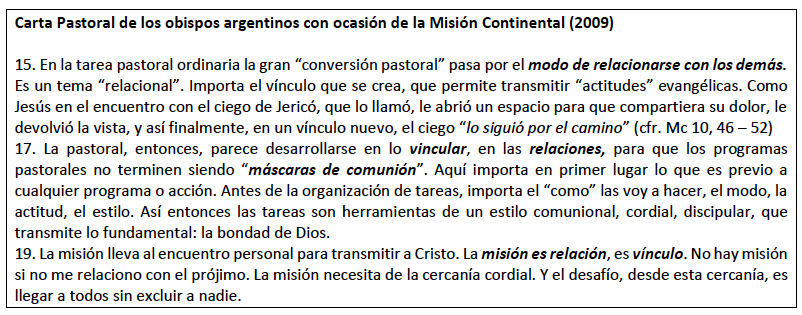 Carta Pastoral de los obispos argentinos con ocasión de la Misión Continental (2009)
15. En la tarea pastoral ordinaria la gran “conversión pastoral” pasa por el modo de relacionarse con los demás.
Es un tema “relacional”. Importa el vínculo que se crea, que permite transmitir “actitudes” evangélicas. Como
Jesús en el encuentro con el ciego de Jericó, que lo llamó, le abrió un espacio para que compartiera su dolor, le
devolvió la vista, y así finalmente, en un vínculo nuevo, el ciego “lo siguió por el camino” (cfr. Mc 10, 46 – 52)
17. La pastoral, entonces, parece desarrollarse en lo vincular, en las relaciones, para que los programas
pastorales no terminen siendo “máscaras de comunión”. Aquí importa en primer lugar lo que es previo a
cualquier programa o acción. Antes de la organización de tareas, importa el “como” las voy a hacer, el modo, la
actitud, el estilo. Así entonces las tareas son herramientas de un estilo comunional, cordial, discipular, que
transmite lo fundamental: la bondad de Dios.
19. La misión lleva al encuentro personal para transmitir a Cristo. La misión es relación, es vínculo. No hay misión
si no me relaciono con el prójimo. La misión necesita de la cercanía cordial. Y el desafío, desde esta cercanía, es
llegar a todos sin excluir a nadie.